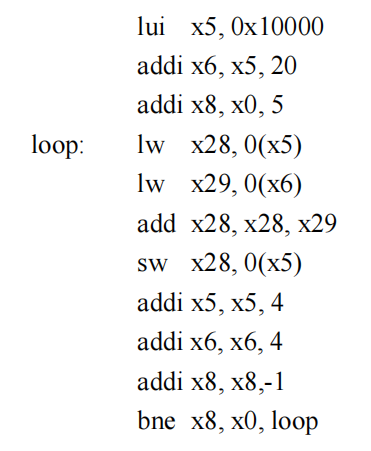 lui x5, 0x10000
addi x6, x5, 20
addi x8, x0, 5
loop: lw x28, 0(x5)
lw x29, 0(x6)
add x28, x28, x29
sw x28, 0(x5)
addi x5, x5, 4
addi x6, x6, 4
addi x8, x8,-1
bne x8, x0, loop